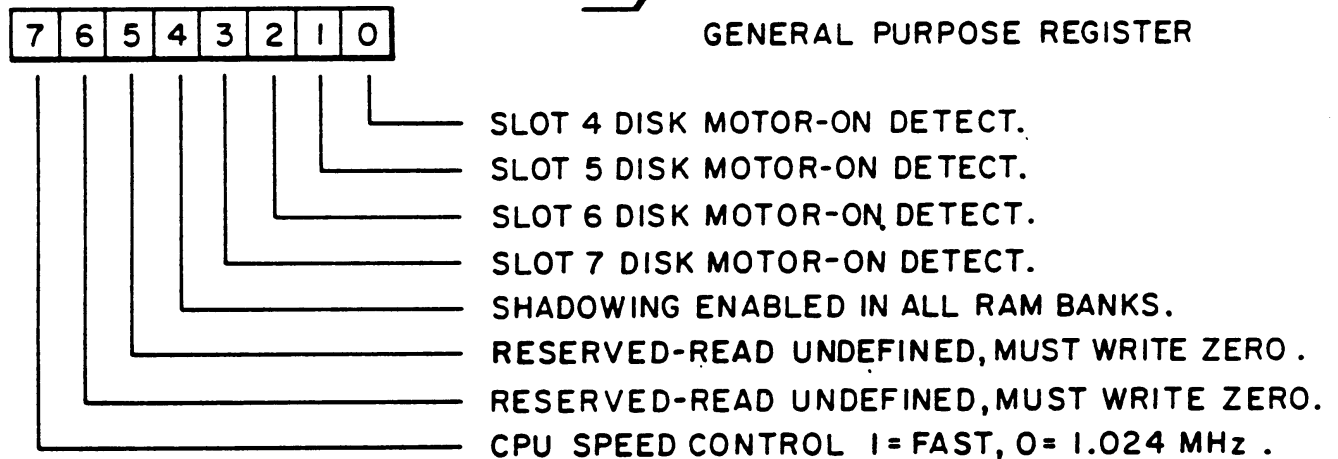 7 6 5 4 3 2 1 0
GENERAL PURPOSE REGISTER
SLOT 4 DISK MOTOR-ON DETECT.
SLOT 5 DISK MOTOR-ON DETECT.
SLOT 6 DISK MOTOR-ON DETECT.
SLOT 7 DISK MOTOR-ON DETECT.
SHADOWING ENABLED IN ALL RAM BANKS.
RESERVED-READ UNDEFINED, MUST WRITE ZERO.
RESERVED-READ UNDEFINED, MUST WRITE ZERO.
CPU SPEED CONTROL 1 = FAST, 0 = 1.024 MHz.